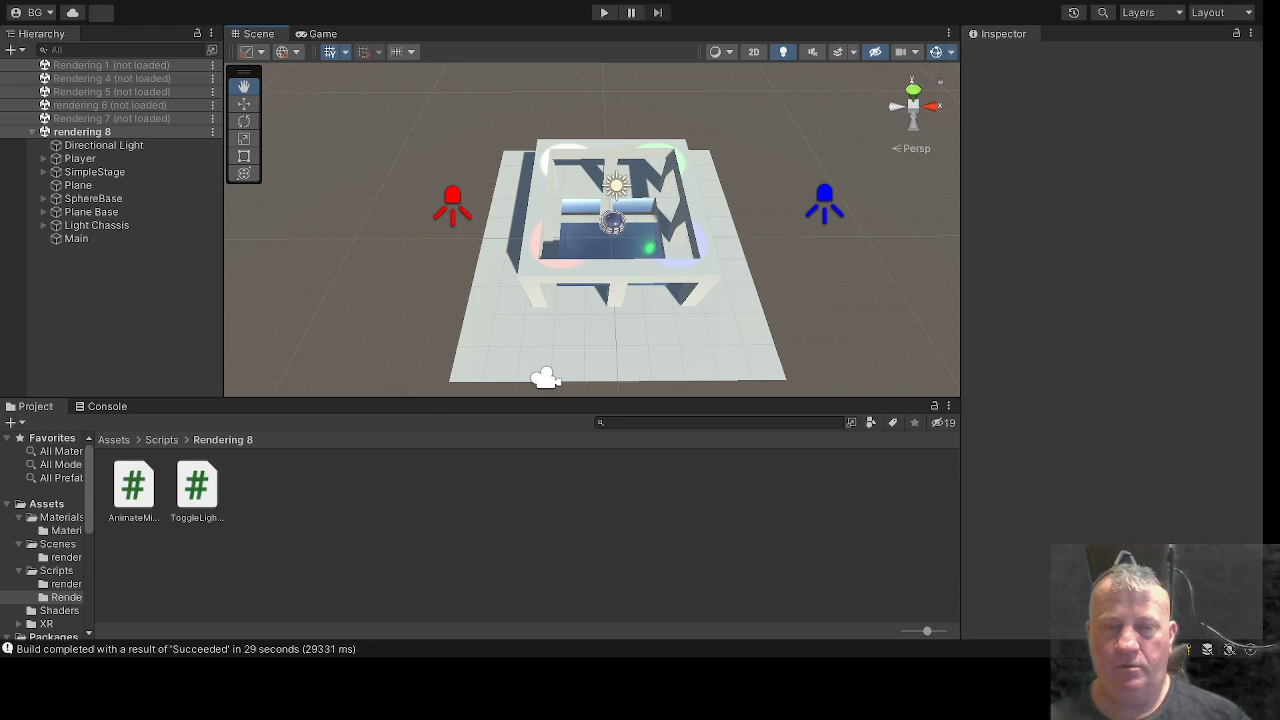 BG
Layers
Layout
Hierarchy
Scene
Game
Inspector
All
2D
Rendering 1 (not loaded)
Rendering 4 (not loaded)
Rendering 5 (not loaded)
rendering 6 (not loaded)
Rendering 7 (not loaded)
rendering 8
Directional Light
Player
SimpleStage
Plane
SphereBase
Plane Base
Light Chassis
Main
y
x
Persp
Project
Console
19
Favorites
All Mater
All Mode
All Prefab
Assets
Materials
Materi
Scenes
render
Scripts
render
Rende
Shaders
XR
Packages
Assets > Scripts > Rendering 8
#
#
AnimateMi...
ToggleLigh...
Build completed with a result of 'Succeeded' in 29 seconds (29331 ms)